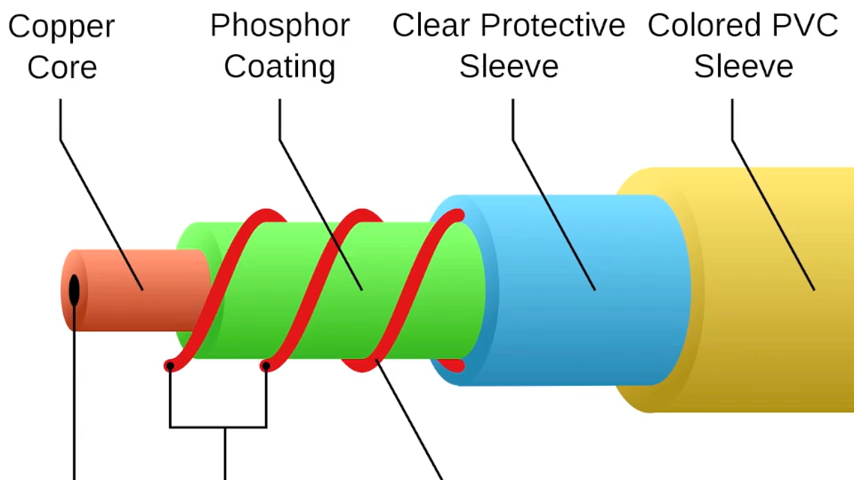 Copper
Core
Phosphor
Coating
Clear Protective
Sleeve
Colored PVC
Sleeve